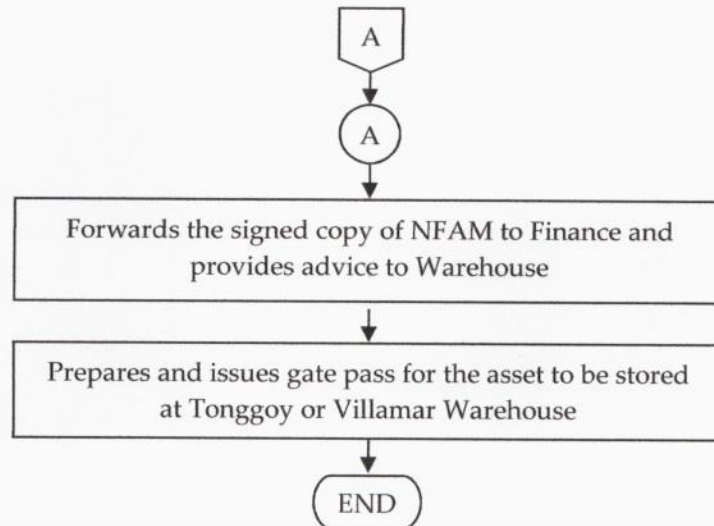 A
A
Forwards the signed copy of NFAM to Finance and
provides advice to Warehouse
Prepares and issues gate pass for the asset to be stored
at Tonggoy or Villamar Warehouse
END